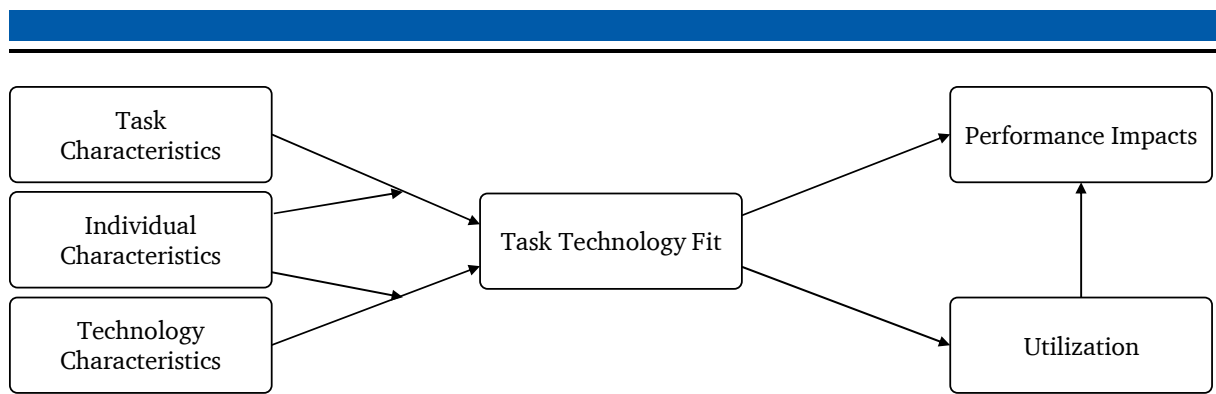 Task
Characteristics
Individual
Characteristics
Technology
Characteristics
Task Technology Fit
Performance Impacts
Utilization